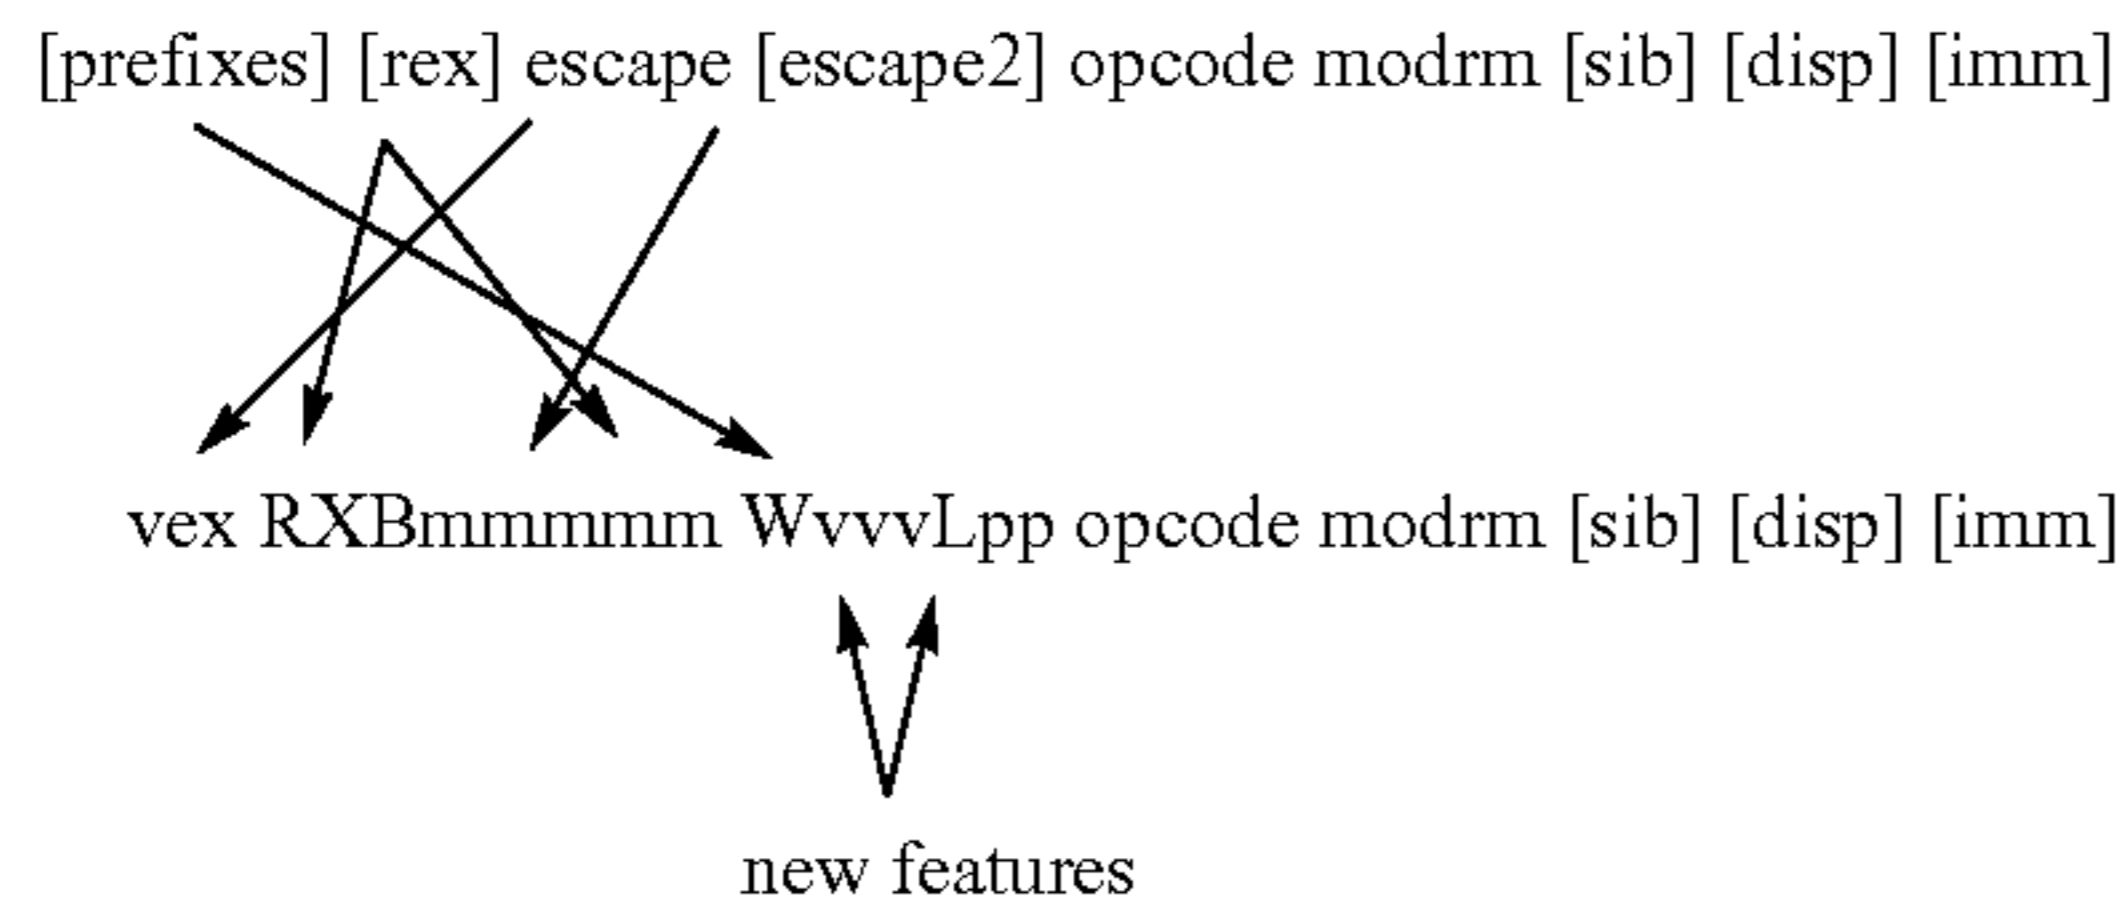 [prefixes] [rex] escape [escape2] opcode modrm [sib] [disp] [imm]
vex RXBmmmmm WvvvLpp opcode modrm [sib] [disp] [imm]
new features